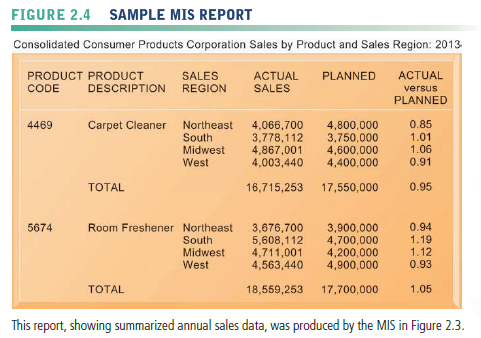 FIGURE 2.4 SAMPLE MIS REPORT
Consolidated Consumer Products Corporation Sales by Product and Sales Region: 2013
PRODUCT PRODUCT SALES ACTUAL PLANNED ACTUAL
CODE DESCRIPTION REGION SALES versus
PLANNED
4469 Carpet Cleaner Northeast 4,066,700 4,800,000 0.85
South 3,778,112 3,750,000 1.01
Midwest 4,867,001 4,600,000 1.06
West 4,003,440 4,400,000 0.91
TOTAL 16,715,253 17,550,000 0.95
5674 Room Freshener Northeast 3,676,700 3,900,000 0.94
South 5,608,112 4,700,000 1.19
Midwest 4,711,001 4,200,000 1.12
West 4,563,440 4,900,000 0.93
TOTAL 18,559,253 17,700,000 1.05
This report, showing summarized annual sales data, was produced by the MIS in Figure 2.3.